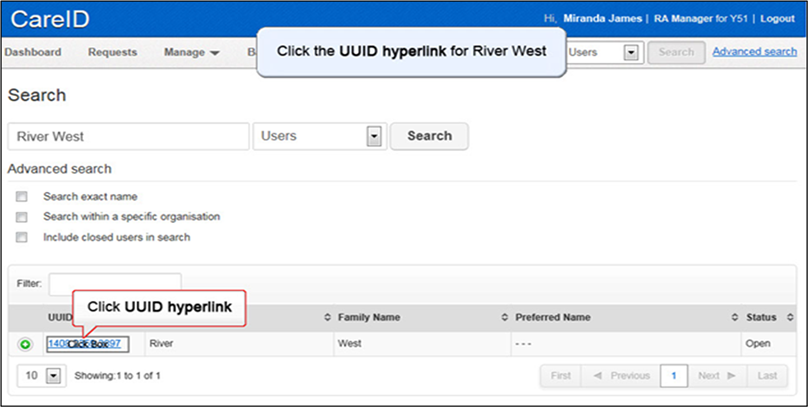 CareID
Hi, Miranda James | RA Manager for Y51 | Logout
Dashboard Requests Manage
Click the UUID hyperlink for River West
Users Search Advanced search
Search
River West Users Search
Advanced search
Search exact name
Search within a specific organisation
Include closed users in search
Filter:
Click UUID hyperlink
UUID Family Name Preferred Name Status
Click Box River West - - - Open
10 Showing:1 to 1 of 1 First Previous 1 Next Last